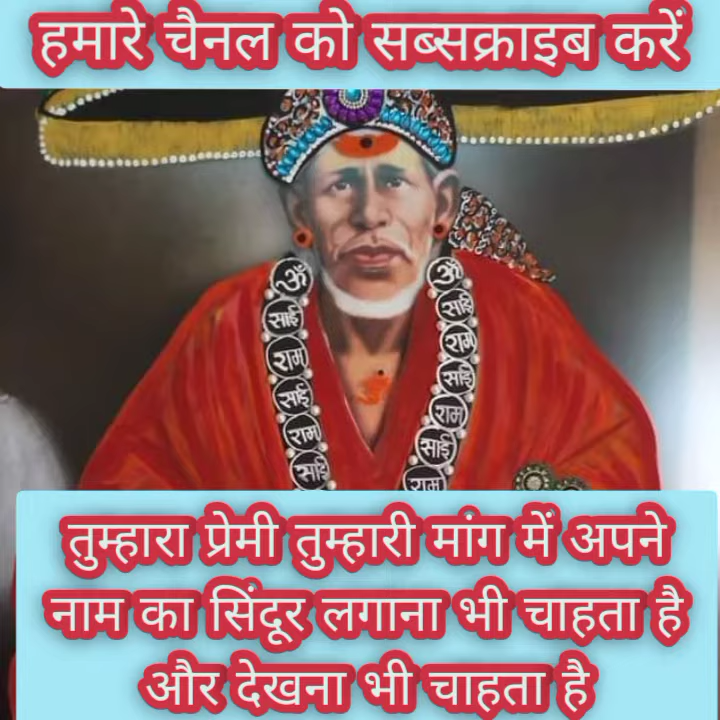 हमारे चैनल को सब्सक्राइब करें
ॐ ॐ
साई साई
राम राम
साई साई
राम राम
साई साई
राम
तुम्हारा प्रेमी तुम्हारी मांग में अपने
नाम का सिंदूर लगाना भी चाहता है
और देखना भी चाहता है